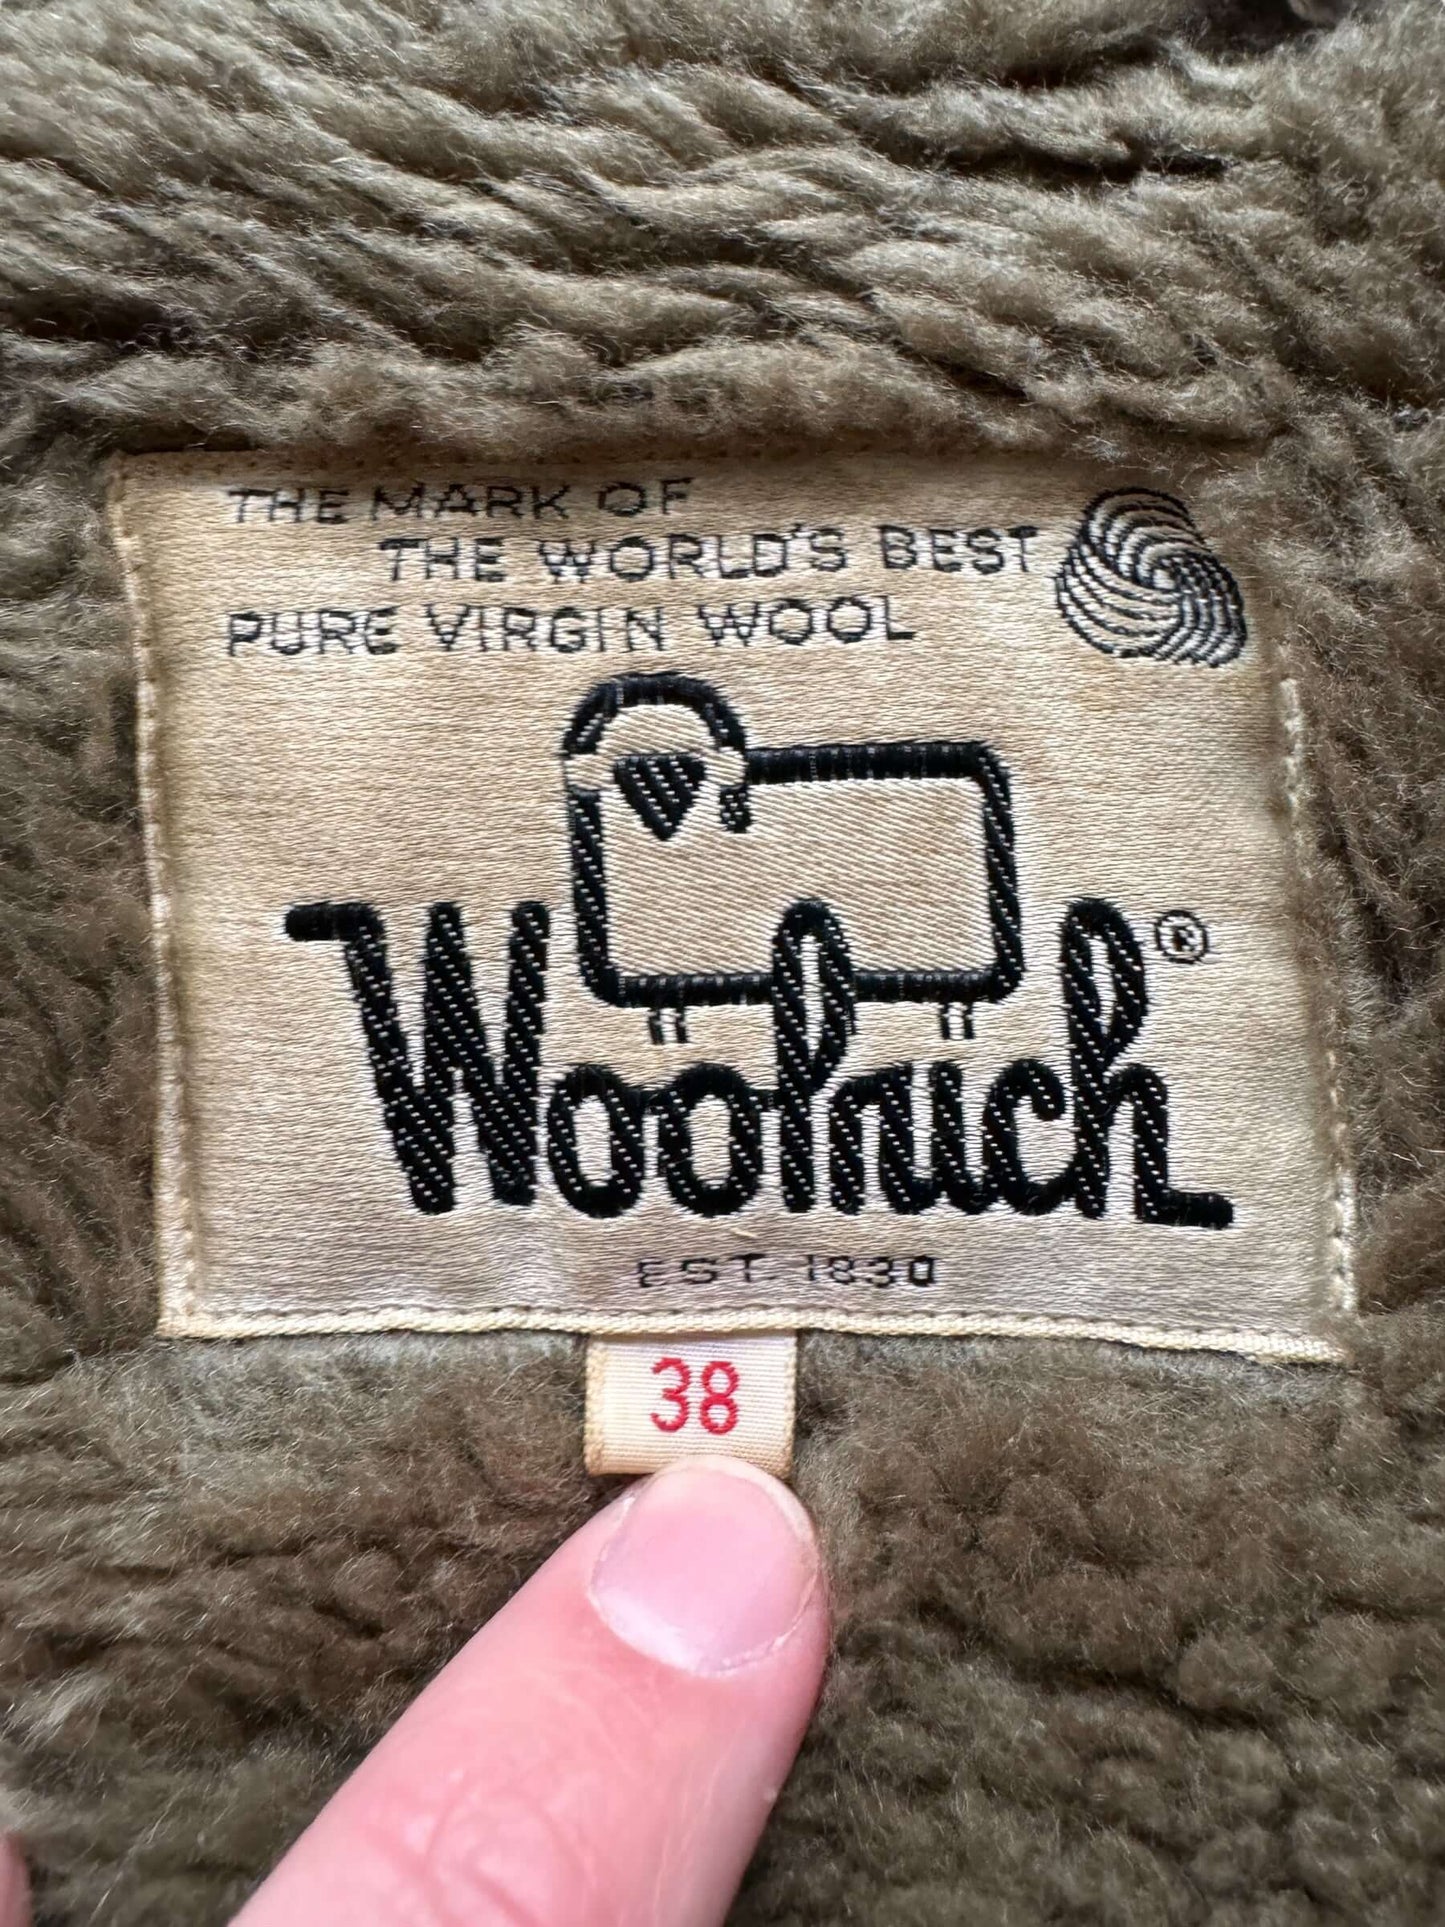 THE MARK OF
THE WORLD'S BEST
PURE VIRGIN WOOL
Woolrich®
EST. 1830
38